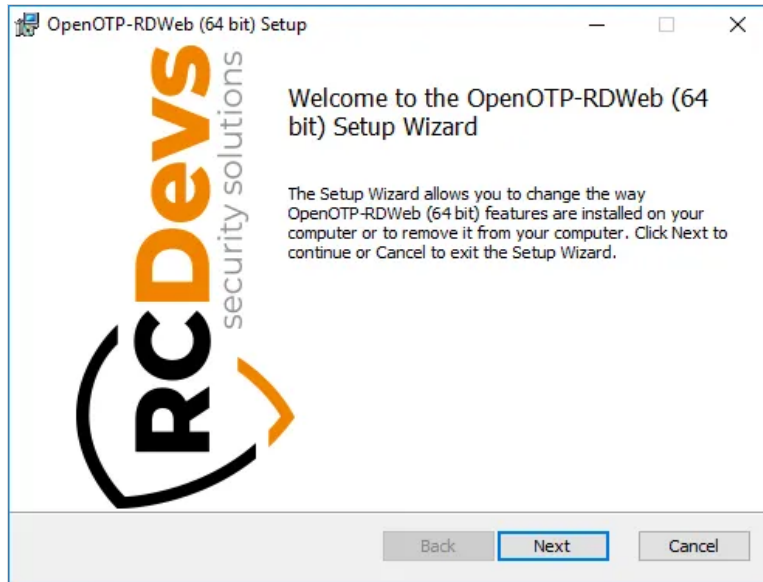 OpenOTP-RDWeb (64 bit) Setup
RCDevs
security solutions
Welcome to the OpenOTP-RDWeb (64
bit) Setup Wizard
The Setup Wizard allows you to change the way
OpenOTP-RDWeb (64 bit) features are installed on your
computer or to remove it from your computer. Click Next to
continue or Cancel to exit the Setup Wizard.
Back
Next
Cancel